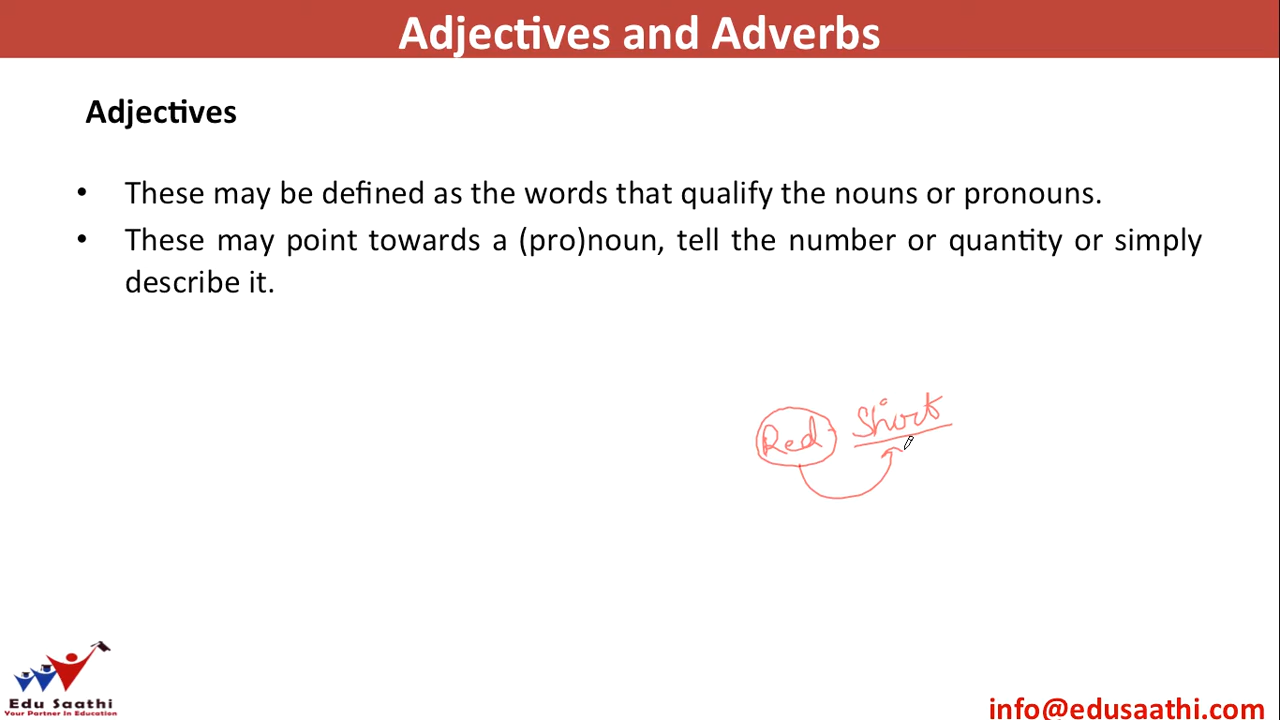 Adjectives and Adverbs
Adjectives
• These may be defined as the words that qualify the nouns or pronouns.
• These may point towards a (pro)noun, tell the number or quantity or simply
describe it.
Red Shirt
Edu Saathi
Your Partner In Education
info@edusaathi.com